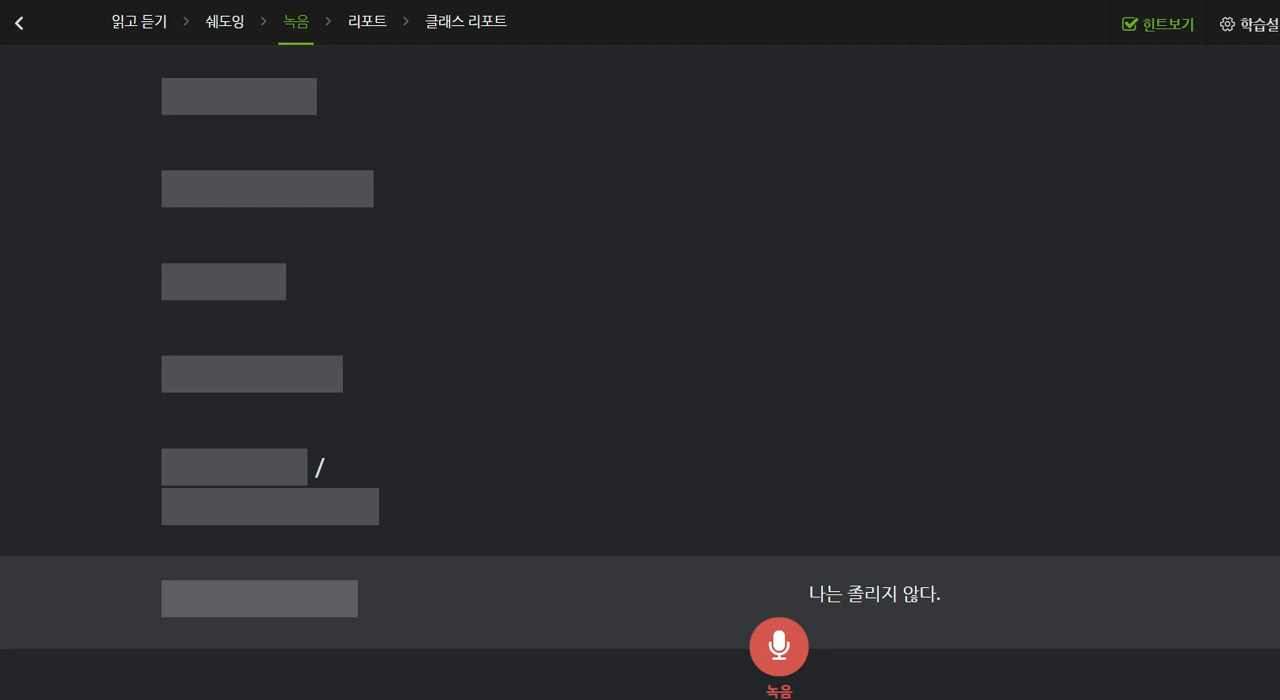 읽고 듣기 > 쉐도잉 > 녹음 > 리포트 > 클래스 리포트
힌트보기
학습설
/
나는 졸리지 않다.
녹음